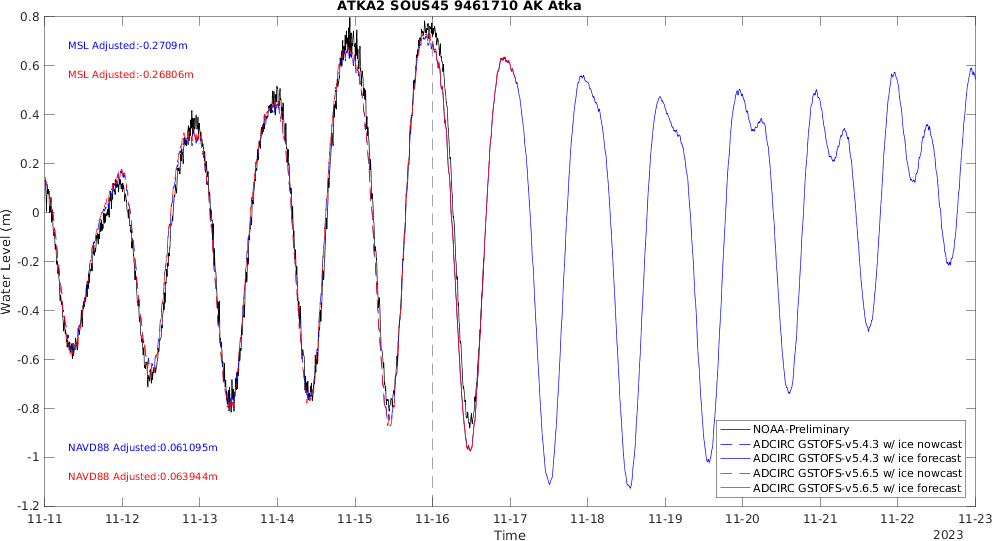 ATKA2 SOUS45 9461710 AK Atka
0.8
0.6
0.4
0.2
0
-0.2
-0.4
-0.6
-0.8
-1
-1.2
Water Level (m)
MSL Adjusted:-0.2709m
MSL Adjusted:-0.26806m
NAVD88 Adjusted:0.061095m
NAVD88 Adjusted:0.063944m
NOAA-Preliminary
ADCIRC GSTOFS-v5.4.3 w/ ice nowcast
ADCIRC GSTOFS-v5.4.3 w/ ice forecast
ADCIRC GSTOFS-v5.6.5 w/ ice nowcast
ADCIRC GSTOFS-v5.6.5 w/ ice forecast
11-11 11-12 11-13 11-14 11-15 11-16 11-17 11-18 11-19 11-20 11-21 11-22 11-23
Time
2023